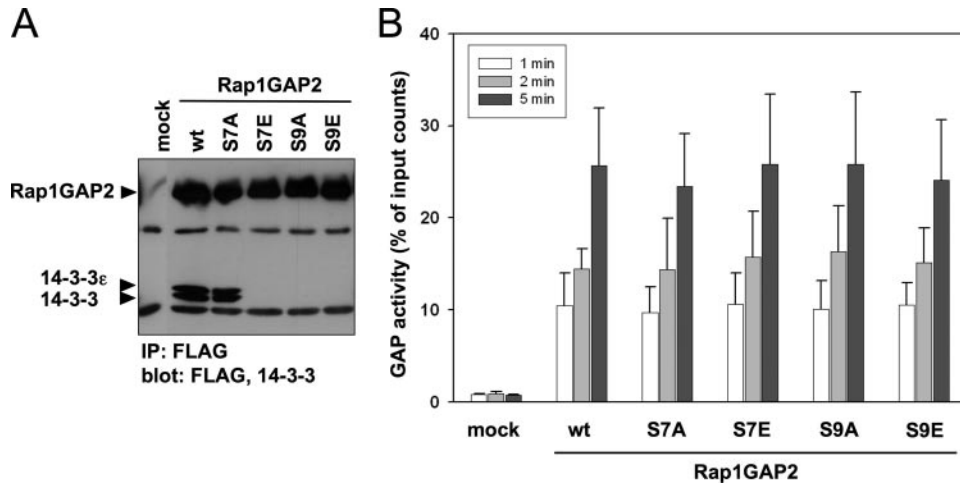 A
Rap1GAP2
mock
wt
S7A
S7E
S9A
S9E
Rap1GAP2
14-3-3ε
14-3-3
IP: FLAG
blot: FLAG, 14-3-3
B
GAP activity (% of input counts)
40
30
20
10
0
1 min
2 min
5 min
mock
wt
S7A
S7E
S9A
S9E
Rap1GAP2